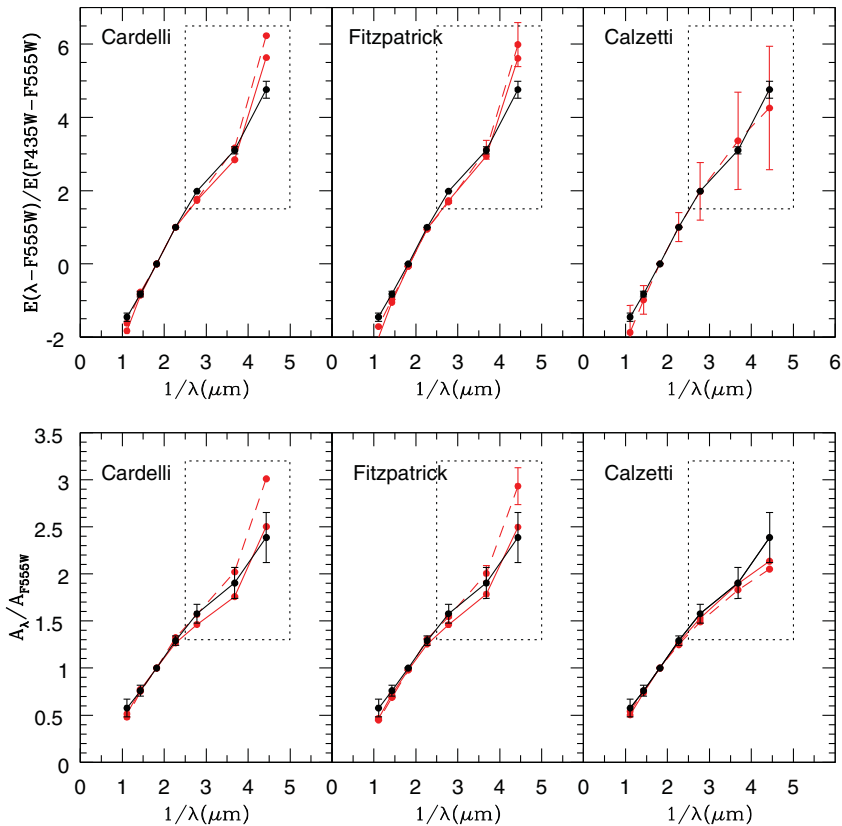 Cardelli Fitzpatrick Calzetti
E(λ−F555W)/E(F435W−F555W)
6
4
2
0
-2
0 1 2 3 4 5 0 1 2 3 4 5 0 1 2 3 4 5 6
1/λ(μm) 1/λ(μm) 1/λ(μm)
Cardelli Fitzpatrick Calzetti
A_λ/A_F555W
3.5
3
2.5
2
1.5
1
0.5
0
0 1 2 3 4 5 0 1 2 3 4 5 0 1 2 3 4 5
1/λ(μm) 1/λ(μm) 1/λ(μm)